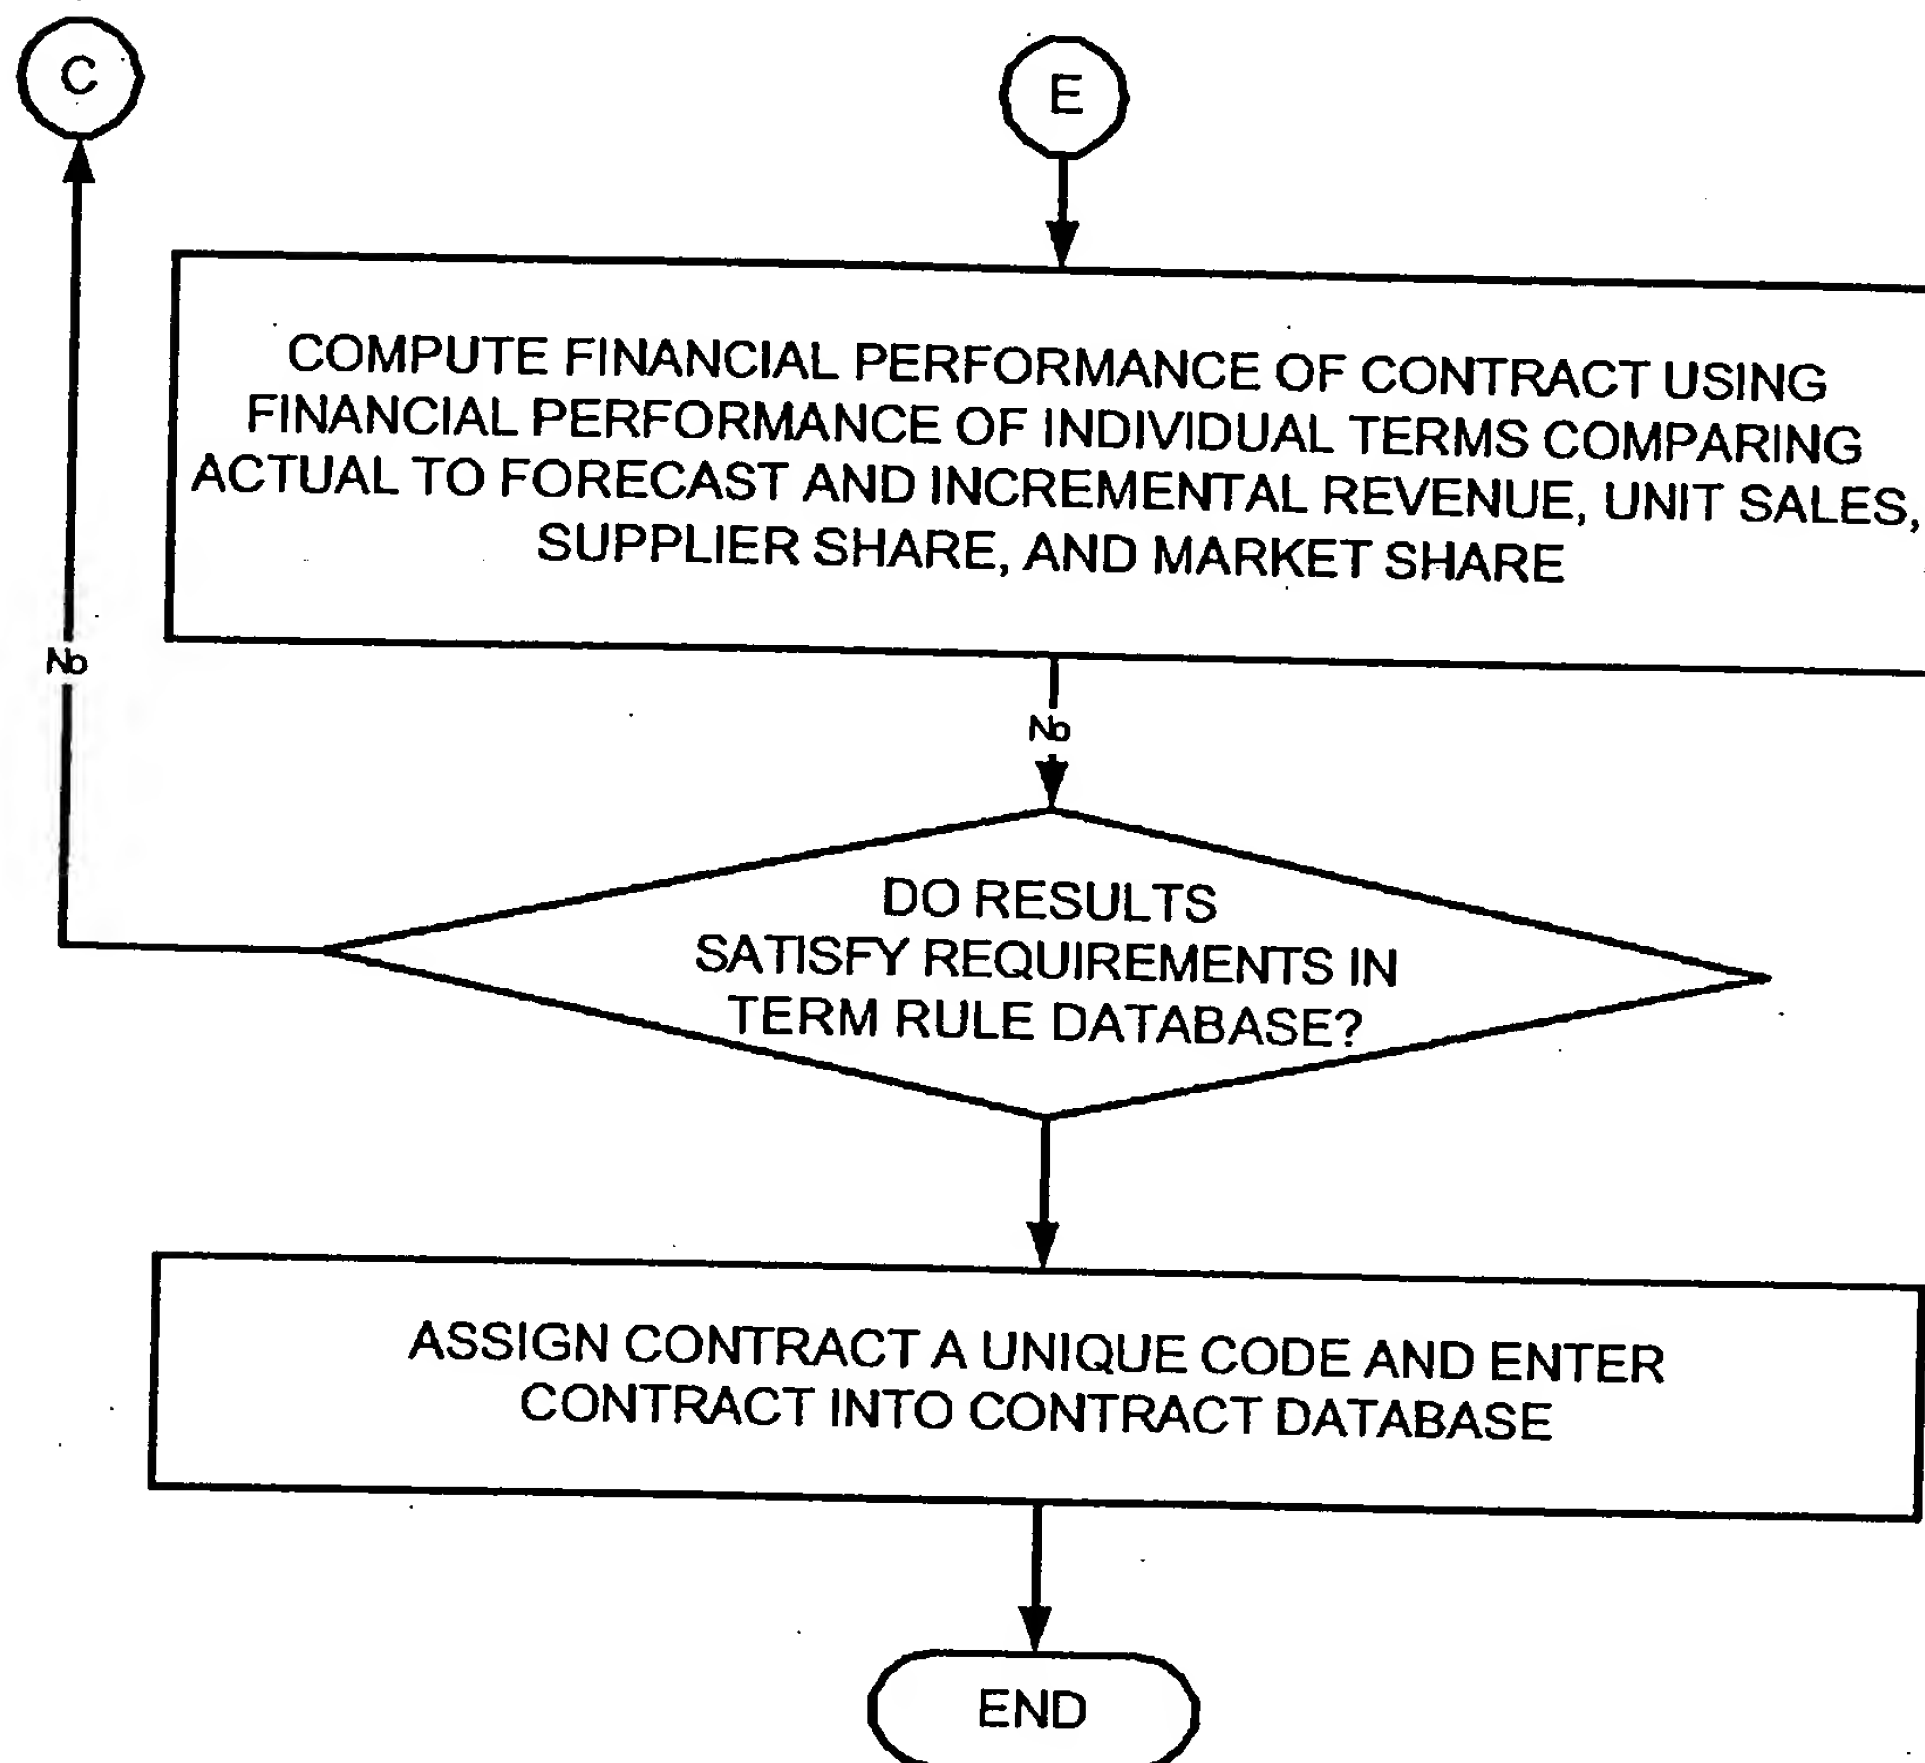 C
E
COMPUTE FINANCIAL PERFORMANCE OF CONTRACT USING
FINANCIAL PERFORMANCE OF INDIVIDUAL TERMS COMPARING
ACTUAL TO FORECAST AND INCREMENTAL REVENUE, UNIT SALES,
SUPPLIER SHARE, AND MARKET SHARE
No
No
DO RESULTS
SATISFY REQUIREMENTS IN
TERM RULE DATABASE?
ASSIGN CONTRACT A UNIQUE CODE AND ENTER
CONTRACT INTO CONTRACT DATABASE
END